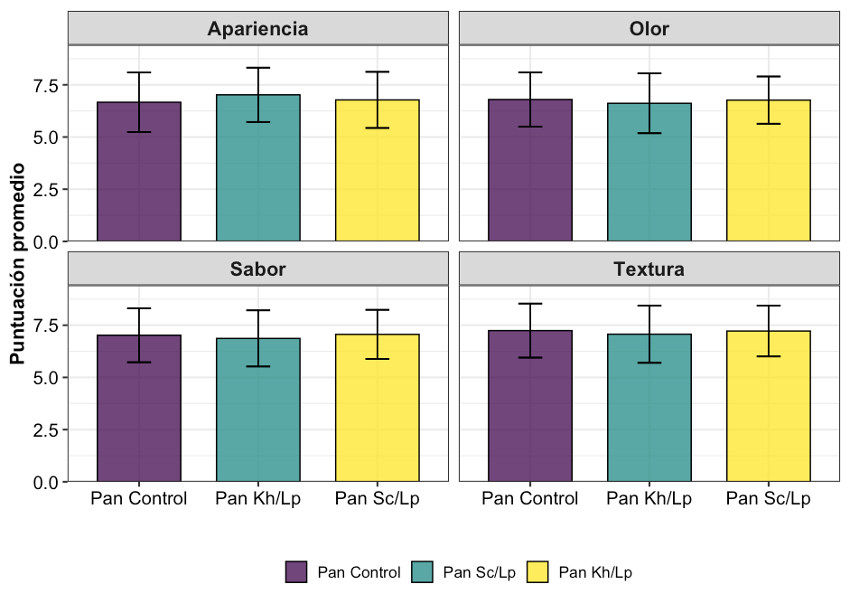 Apariencia
Olor
7.5
5.0
2.5
0.0
Sabor
Textura
7.5
5.0
2.5
0.0
Puntuación promedio
Pan Control Pan Kh/Lp Pan Sc/Lp
Pan Control Pan Kh/Lp Pan Sc/Lp
Pan Control Pan Sc/Lp Pan Kh/Lp